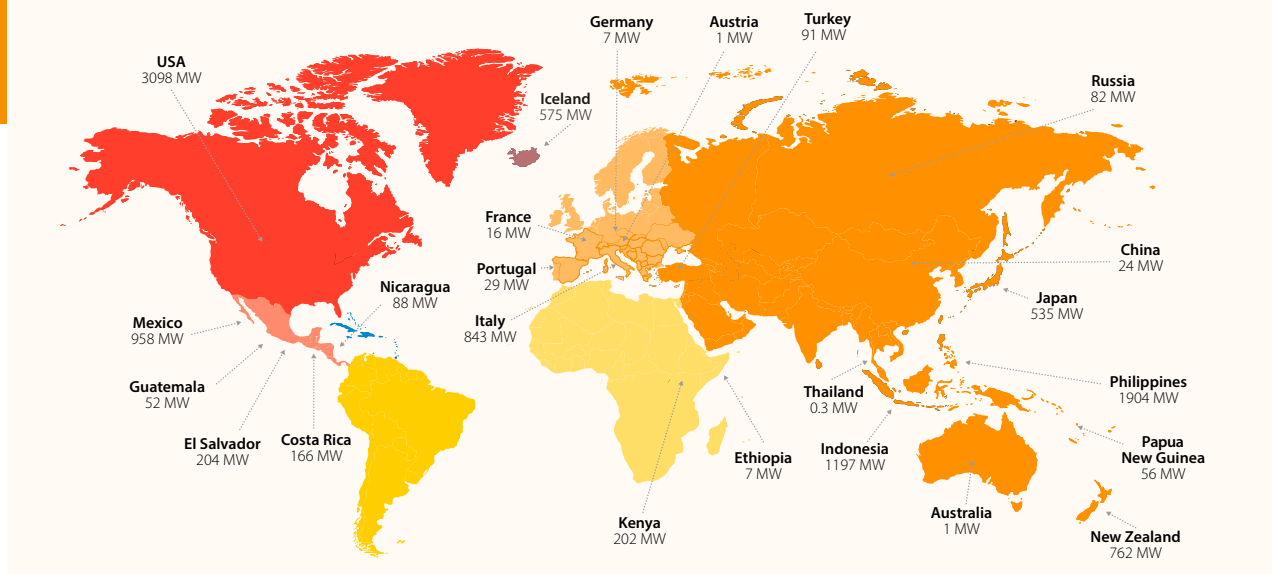 Germany
7 MW
Austria
1 MW
Turkey
91 MW
USA
3098 MW
Iceland
575 MW
Russia
82 MW
France
16 MW
China
24 MW
Portugal
29 MW
Nicaragua
88 MW
Japan
535 MW
Mexico
958 MW
Italy
843 MW
Guatemala
52 MW
Thailand
0.3 MW
Philippines
1904 MW
El Salvador
204 MW
Costa Rica
166 MW
Ethiopia
7 MW
Indonesia
1197 MW
Papua
New Guinea
56 MW
Kenya
202 MW
Australia
1 MW
New Zealand
762 MW